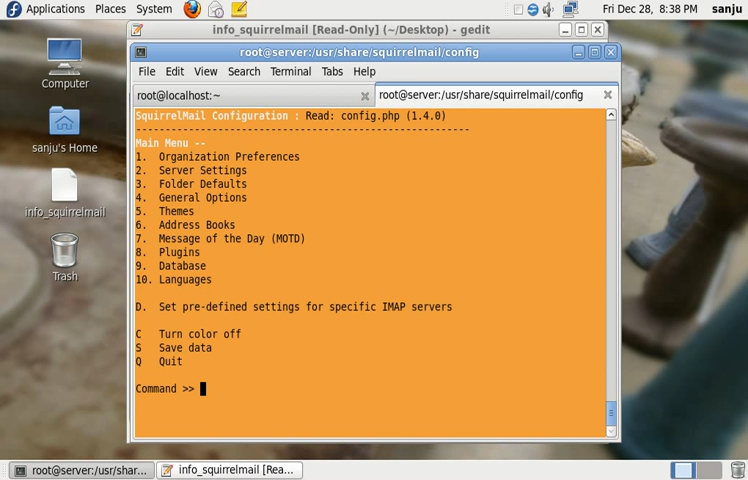 Applications Places System
Fri Dec 28, 8:38 PM sanju
info_squirrelmail [Read-Only] (~/Desktop) - gedit
root@server:/usr/share/squirrelmail/config
File Edit View Search Terminal Tabs Help
root@localhost:~
root@server:/usr/share/squirrelmail/config
SquirrelMail Configuration : Read: config.php (1.4.0)
---------------------------------------------------------
Main Menu --
1. Organization Preferences
2. Server Settings
3. Folder Defaults
4. General Options
5. Themes
6. Address Books
7. Message of the Day (MOTD)
8. Plugins
9. Database
10. Languages
D. Set pre-defined settings for specific IMAP servers
C Turn color off
S Save data
Q Quit
Command >>
Computer
sanju's Home
info_squirrelmail
Trash
root@server:/usr/shar...
info_squirrelmail [Rea...